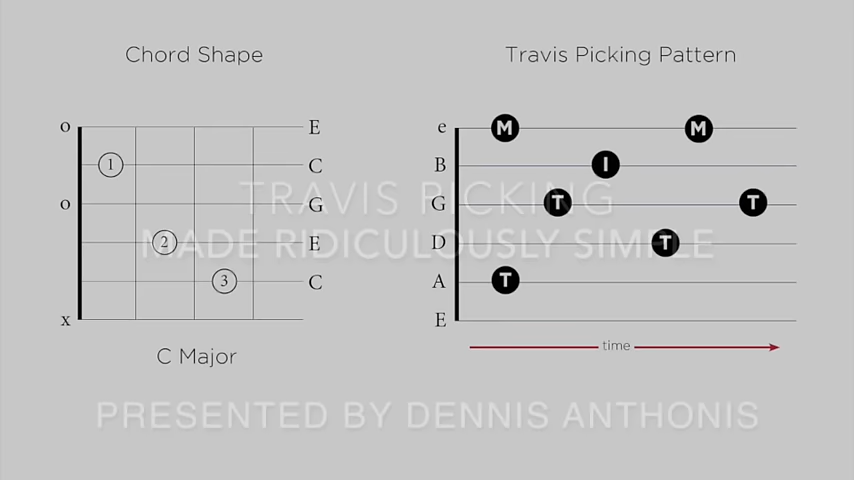 Chord Shape
Travis Picking Pattern
o E e M M
1 C B I
o G G T T
2 E D T
3 C A T
x E
time
C Major
TRAVIS PICKING
MADE RIDICULOUSLY SIMPLE
PRESENTED BY DENNIS ANTHONIS